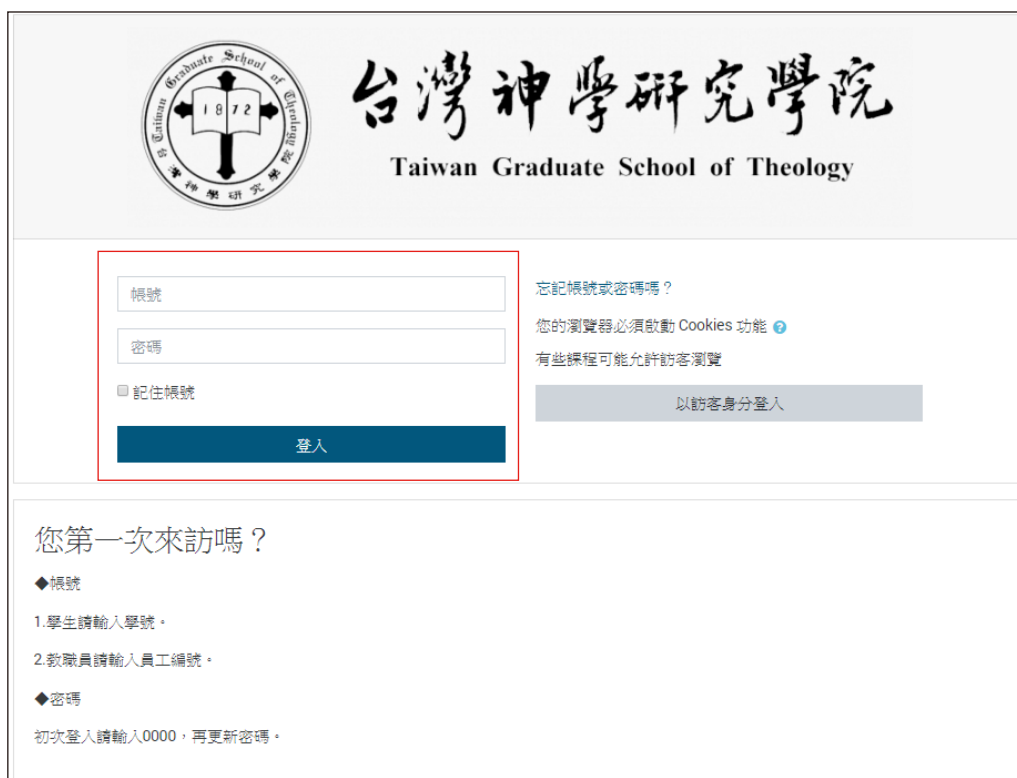 Taiwan Graduate School of Theology
1872
台灣神學研究學院
台灣神學研究學院
Taiwan Graduate School of Theology
帳號
密碼
記住帳號
登入
忘記帳號或密碼嗎？
您的瀏覽器必須啟動 Cookies 功能 ?
有些課程可能允許訪客瀏覽
以訪客身分登入
您第一次來訪嗎？
◆帳號
1.學生請輸入學號。
2.教職員請輸入員工編號。
◆密碼
初次登入請輸入0000，再更新密碼。